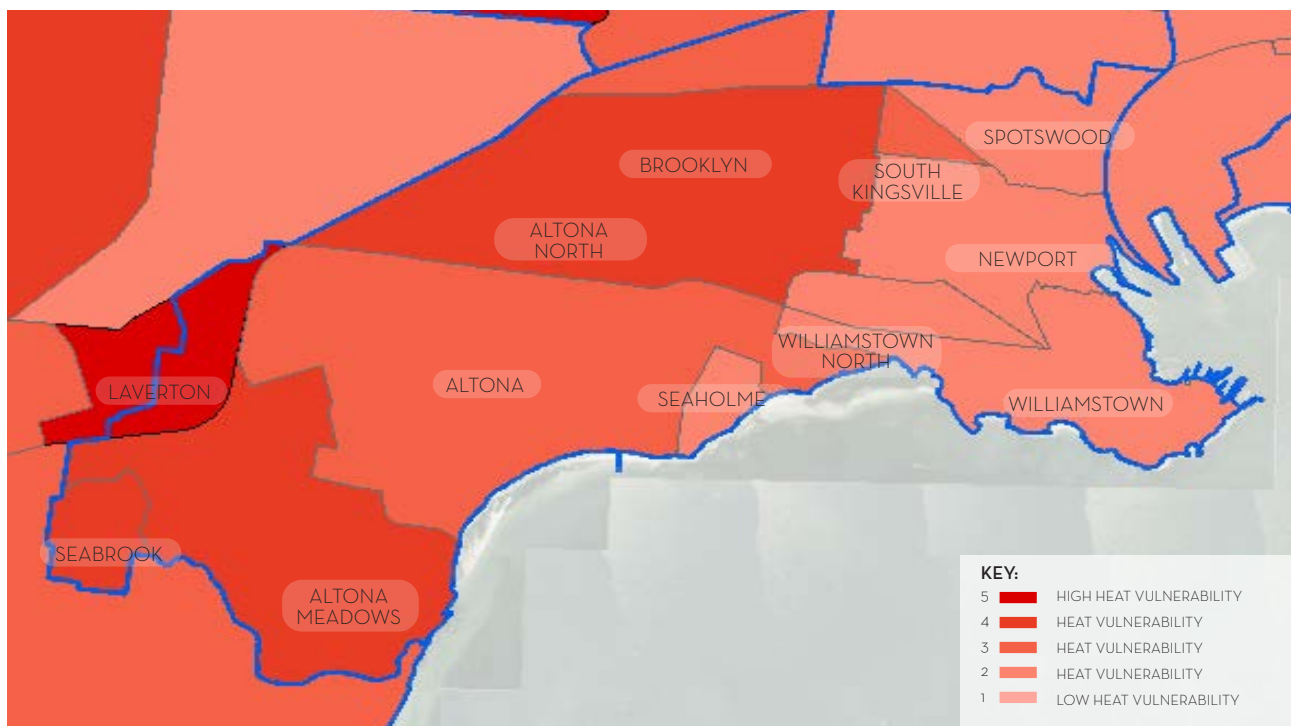 SPOTSWOOD
BROOKLYN
SOUTH
KINGSVILLE
ALTONA
NORTH
NEWPORT
WILLIAMSTOWN
NORTH
LAVERTON
ALTONA
SEAHOLME
WILLIAMSTOWN
SEABROOK
ALTONA
MEADOWS
KEY:
5 HIGH HEAT VULNERABILITY
4 HEAT VULNERABILITY
3 HEAT VULNERABILITY
2 HEAT VULNERABILITY
1 LOW HEAT VULNERABILITY